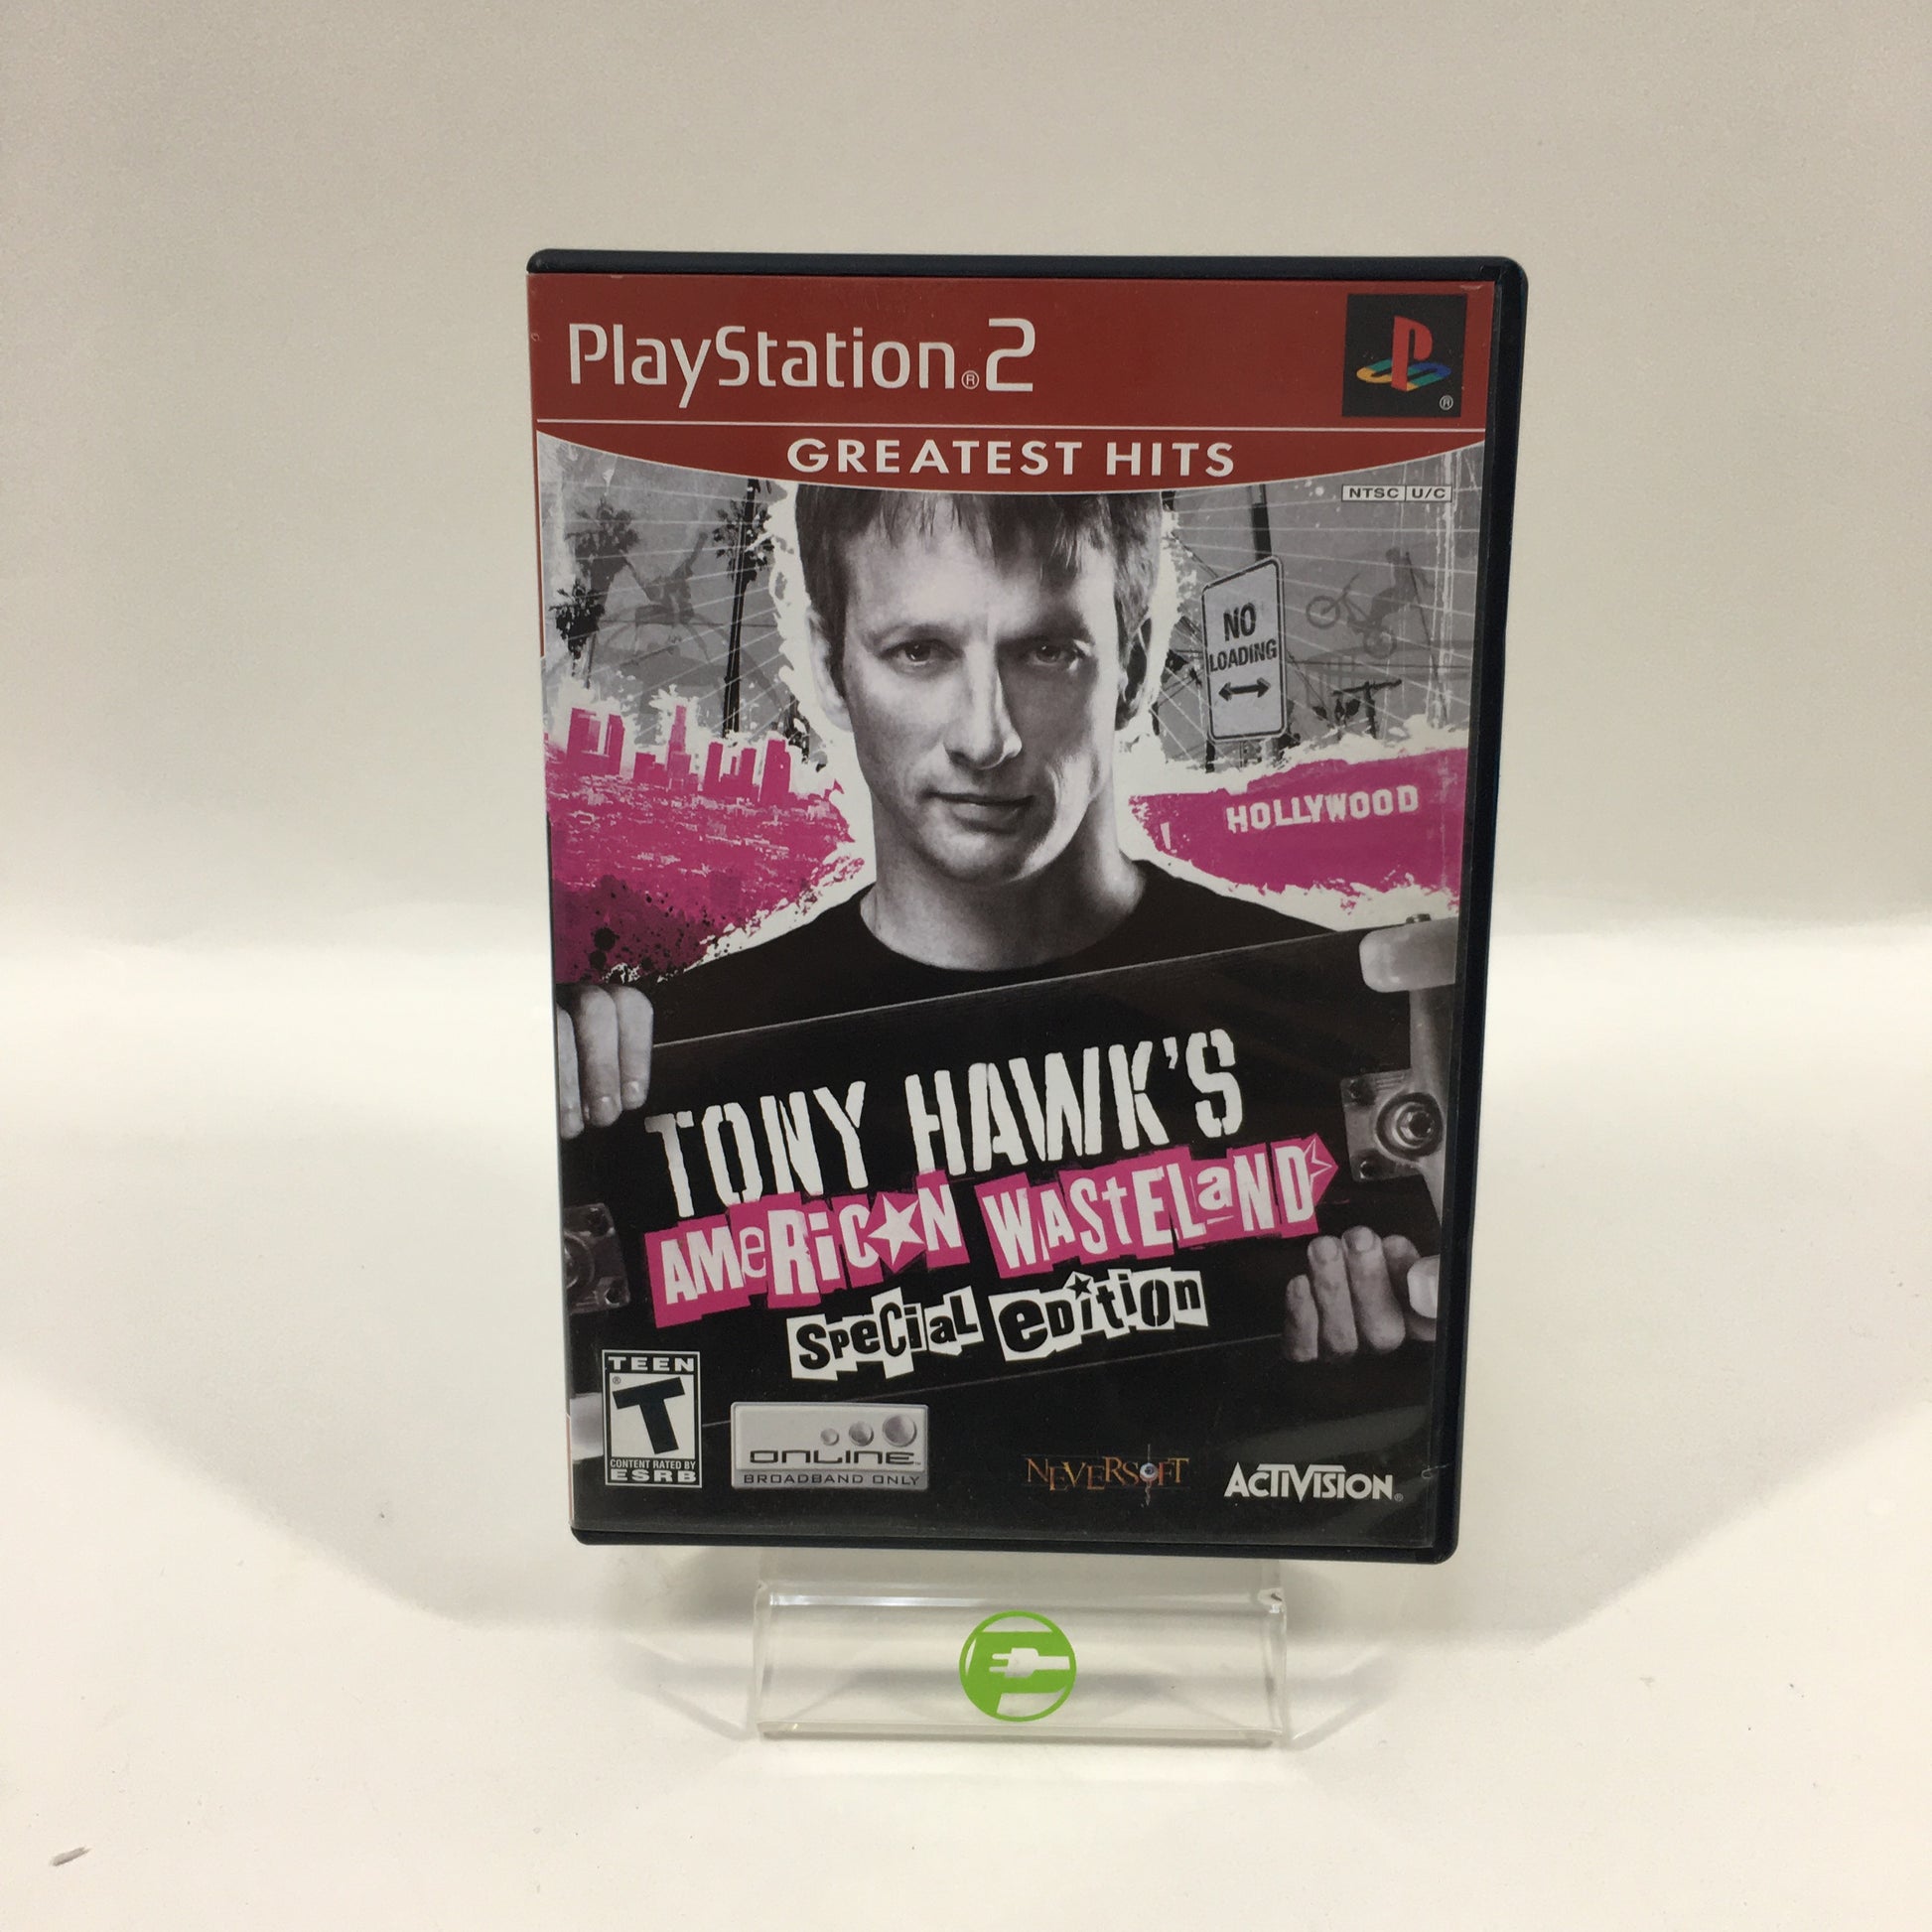 PlayStation®2
®
GREATEST HITS
NTSC U/C
NO
LOADING
HOLLYWOOD
TONY HAWK'S
AMeRiCAN WAStELaND
SpeCiaL eDition
TEEN
®
T
CONTENT RATED BY
ESRB
ONLINE™
BROADBAND ONLY
NEVERSOFT
ACTIVISION®